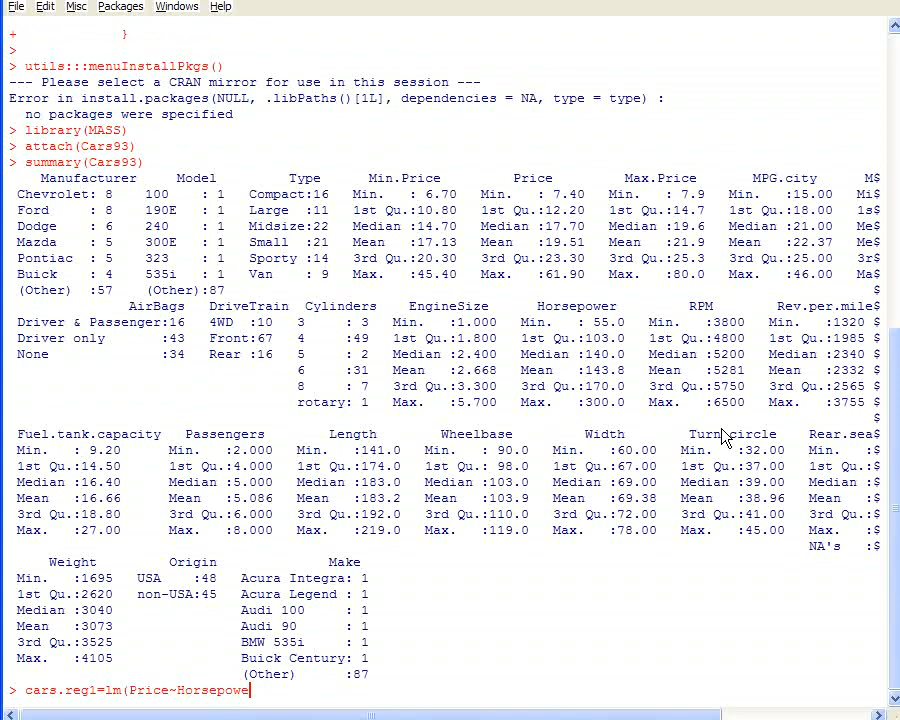 File Edit Misc Packages Windows Help
+ }
>
> utils:::menuInstallPkgs()
--- Please select a CRAN mirror for use in this session ---
Error in install.packages(NULL, .libPaths()[1L], dependencies = NA, type = type) :
no packages were specified
> library(MASS)
> attach(Cars93)
> summary(Cars93)
Manufacturer Model Type Min.Price Price Max.Price MPG.city M$
Chevrolet: 8 100 : 1 Compact:16 Min. : 6.70 Min. : 7.40 Min. : 7.9 Min. :15.00 Mi$
Ford : 8 190E : 1 Large :11 1st Qu.:10.80 1st Qu.:12.20 1st Qu.:14.7 1st Qu.:18.00 1s$
Dodge : 6 240 : 1 Midsize:22 Median :14.70 Median :17.70 Median :19.6 Median :21.00 Me$
Mazda : 5 300E : 1 Small :21 Mean :17.13 Mean :19.51 Mean :21.9 Mean :22.37 Me$
Pontiac : 5 323 : 1 Sporty :14 3rd Qu.:20.30 3rd Qu.:23.30 3rd Qu.:25.3 3rd Qu.:25.00 3r$
Buick : 4 535i : 1 Van : 9 Max. :45.40 Max. :61.90 Max. :80.0 Max. :46.00 Ma$
(Other) :57 (Other):87 $
AirBags DriveTrain Cylinders EngineSize Horsepower RPM Rev.per.mile$
Driver & Passenger:16 4WD :10 3 : 3 Min. :1.000 Min. : 55.0 Min. :3800 Min. :1320 $
Driver only :43 Front:67 4 :49 1st Qu.:1.800 1st Qu.:103.0 1st Qu.:4800 1st Qu.:1985 $
None :34 Rear :16 5 : 2 Median :2.400 Median :140.0 Median :5200 Median :2340 $
6 :31 Mean :2.668 Mean :143.8 Mean :5281 Mean :2332 $
8 : 7 3rd Qu.:3.300 3rd Qu.:170.0 3rd Qu.:5750 3rd Qu.:2565 $
rotary: 1 Max. :5.700 Max. :300.0 Max. :6500 Max. :3755 $
$
Fuel.tank.capacity Passengers Length Wheelbase Width Turn.circle Rear.sea$
Min. : 9.20 Min. :2.000 Min. :141.0 Min. : 90.0 Min. :60.00 Min. :32.00 Min. :$
1st Qu.:14.50 1st Qu.:4.000 1st Qu.:174.0 1st Qu.: 98.0 1st Qu.:67.00 1st Qu.:37.00 1st Qu.:$
Median :16.40 Median :5.000 Median :183.0 Median :103.0 Median :69.00 Median :39.00 Median :$
Mean :16.66 Mean :5.086 Mean :183.2 Mean :103.9 Mean :69.38 Mean :38.96 Mean :$
3rd Qu.:18.80 3rd Qu.:6.000 3rd Qu.:192.0 3rd Qu.:110.0 3rd Qu.:72.00 3rd Qu.:41.00 3rd Qu.:$
Max. :27.00 Max. :8.000 Max. :219.0 Max. :119.0 Max. :78.00 Max. :45.00 Max. :$
NA's :$
Weight Origin Make
Min. :1695 USA :48 Acura Integra: 1
1st Qu.:2620 non-USA:45 Acura Legend : 1
Median :3040 Audi 100 : 1
Mean :3073 Audi 90 : 1
3rd Qu.:3525 BMW 535i : 1
Max. :4105 Buick Century: 1
(Other) :87
> cars.reg1=lm(Price~Horsepowe